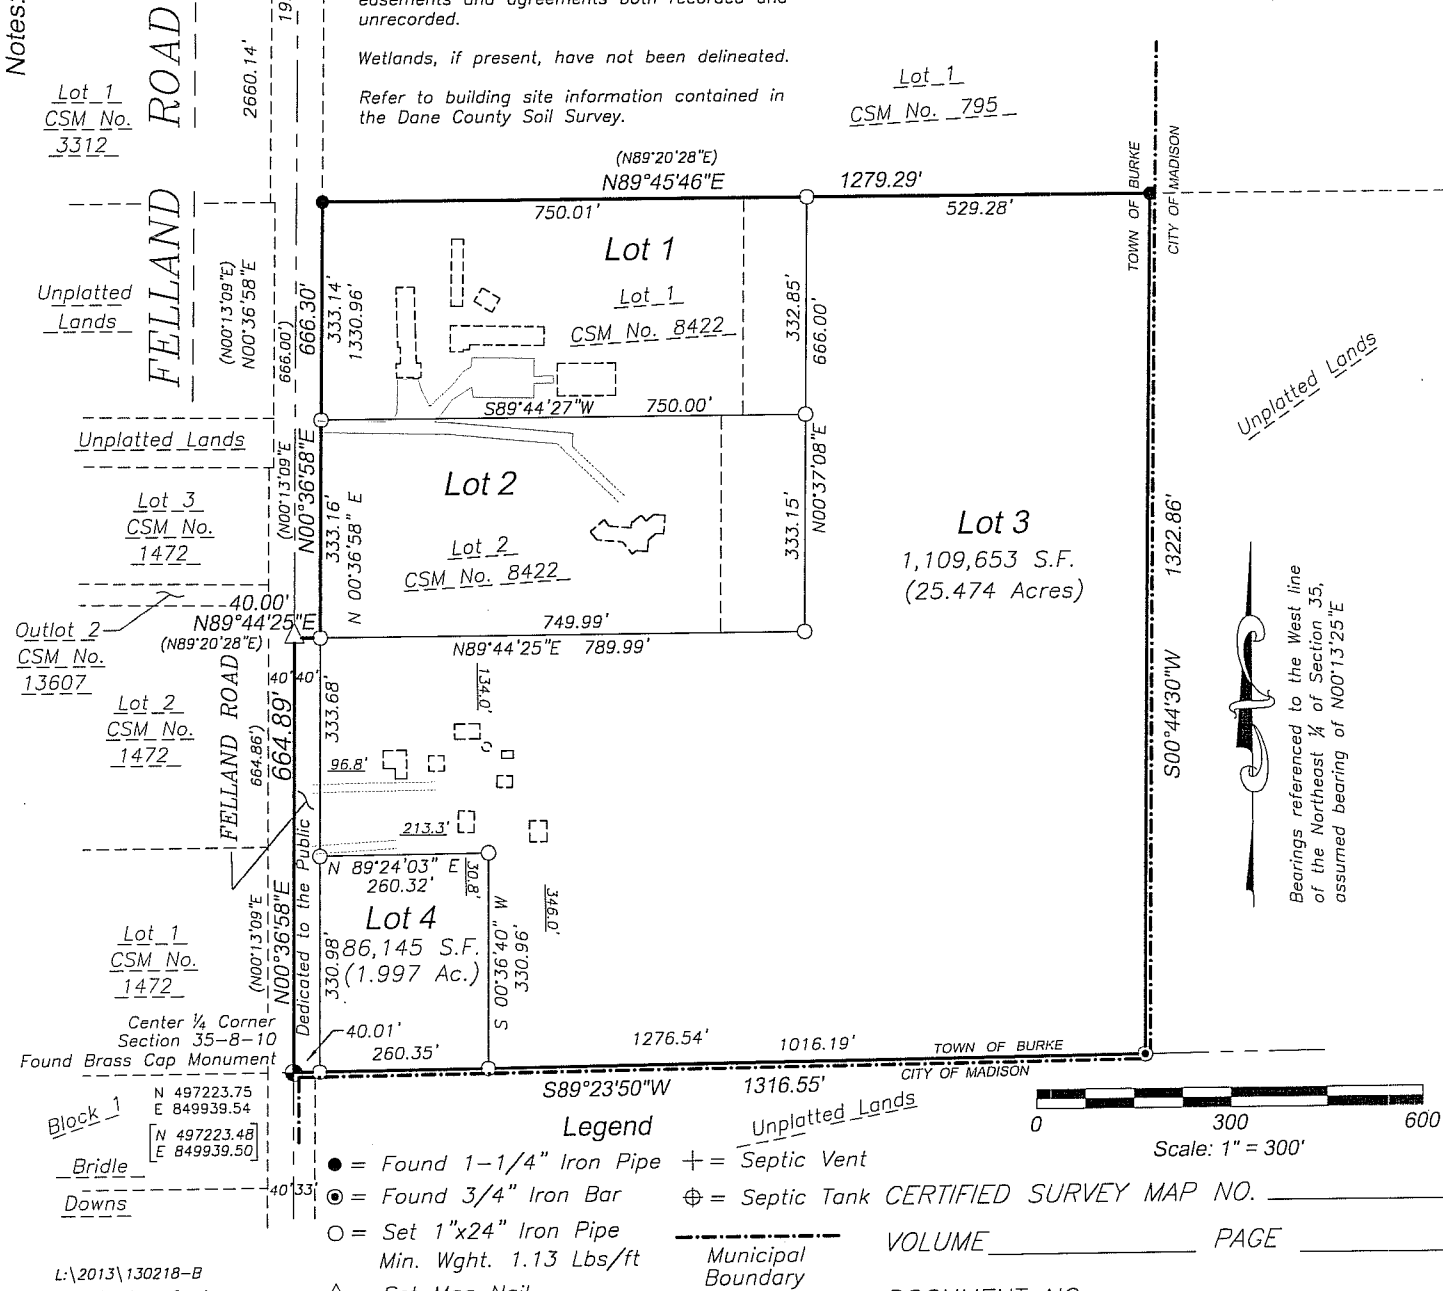 Notes:
easements and agreements both recorded and
unrecorded.
Wetlands, if present, have not been delineated.
Refer to building site information contained in
the Dane County Soil Survey.
Lot 1
CSM No.
3312
ROAD
2660.14'
19
Lot 1
CSM No. 795
(N89°20'28"E)
N89°45'46"E
1279.29'
750.01'
529.28'
TOWN OF BURKE
CITY OF MADISON
FELLAND
Unplatted
Lands
(N00°13'09"E)
N00°36'58"E
666.00')
666.30'
333.14'
1330.96'
Lot 1
Lot 1
CSM No. 8422
332.85'
666.00'
Unplatted Lands
S89°44'27"W
750.00'
Unplatted Lands
(N00°13'09"E
N00°36'58"E
333.16'
N 00°36'58" E
Lot 2
Lot 2
CSM No. 8422
333.15'
N00°37'08"E
Lot 3
1,109,653 S.F.
(25.474 Acres)
1322.86'
S00°44'30"W
Lot 3
CSM No.
1472
40.00'
N89°44'25"E
(N89°20'28"E)
Outlot 2
CSM No.
13607
749.99'
N89°44'25"E 789.99'
Bearings referenced to the West line
of the Northeast ¼ of Section 35,
assumed bearing of N00°13'25"E
Lot 2
CSM No.
1472
FELLAND ROAD
664.86')
664.89'
40'
40'
333.68'
134.0'
96.8'
213.3'
30.8'
346.0'
Dedicated to the Public
N 89°24'03" E
260.32'
Lot 4
86,145 S.F.
(1.997 Ac.)
330.98'
S 00°36'40" W
330.96'
Lot 1
CSM No.
1472
(N00°13'09"E
N00°36'58"E
Center ¼ Corner
Section 35-8-10
Found Brass Cap Monument
40.01'
260.35'
1276.54'
1016.19'
TOWN OF BURKE
CITY OF MADISON
S89°23'50"W
1316.55'
Unplatted Lands
N 497223.75
E 849939.54
[N 497223.48]
[E 849939.50]
Block 1
Bridle
Downs
40'
33'
0 300 600
Scale: 1" = 300'
Legend
= Found 1-1/4" Iron Pipe
= Septic Vent
= Found 3/4" Iron Bar
= Septic Tank
= Set 1"x24" Iron Pipe
Min. Wght. 1.13 Lbs/ft
Municipal
Boundary
CERTIFIED SURVEY MAP NO.
VOLUME
PAGE
L:\2013\130218-B